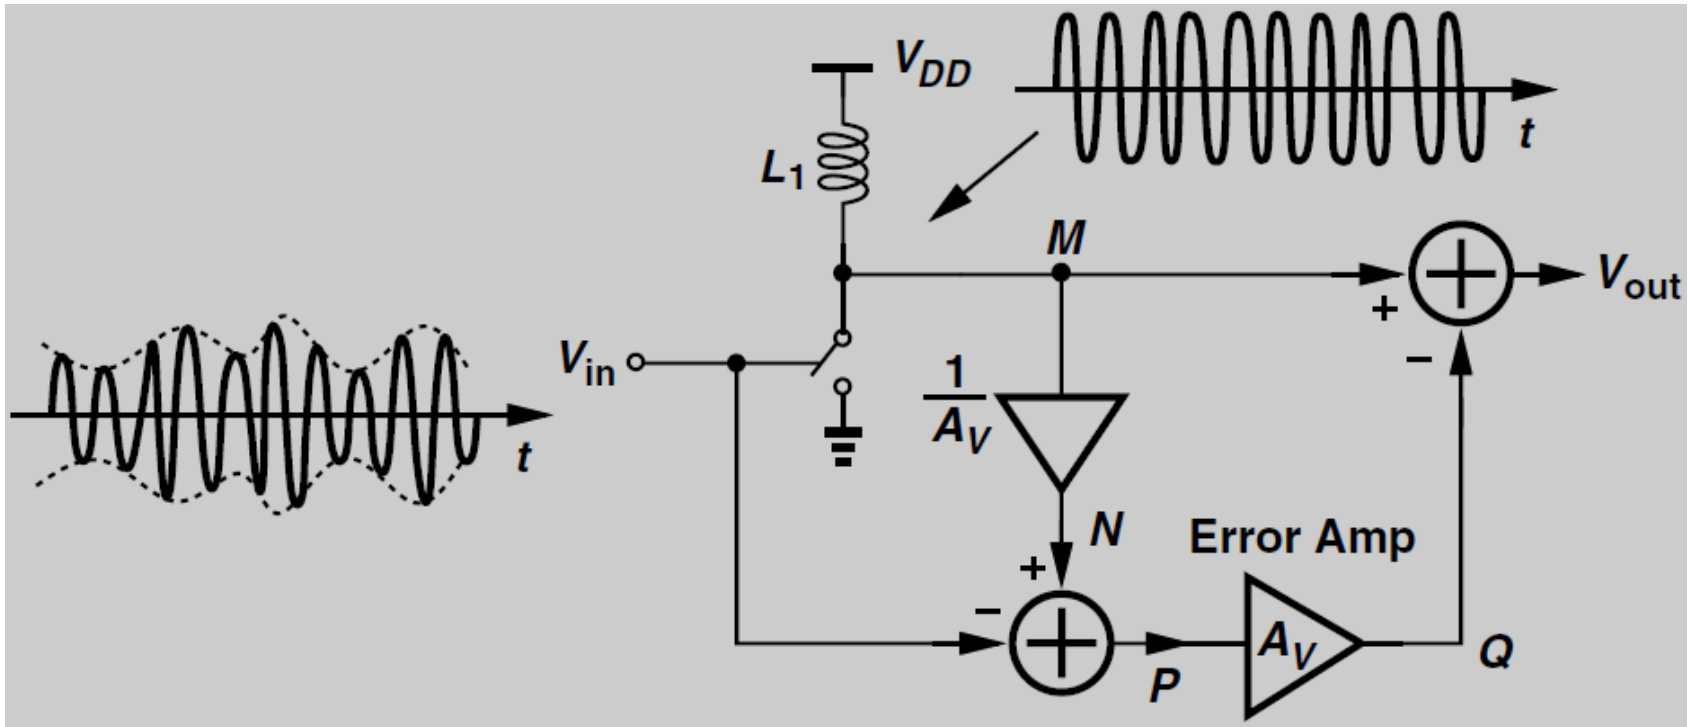 V_DD
t
L_1
M
+
V_out
−
V_in
1
A_V
t
N
Error Amp
+
−
A_V
P
Q